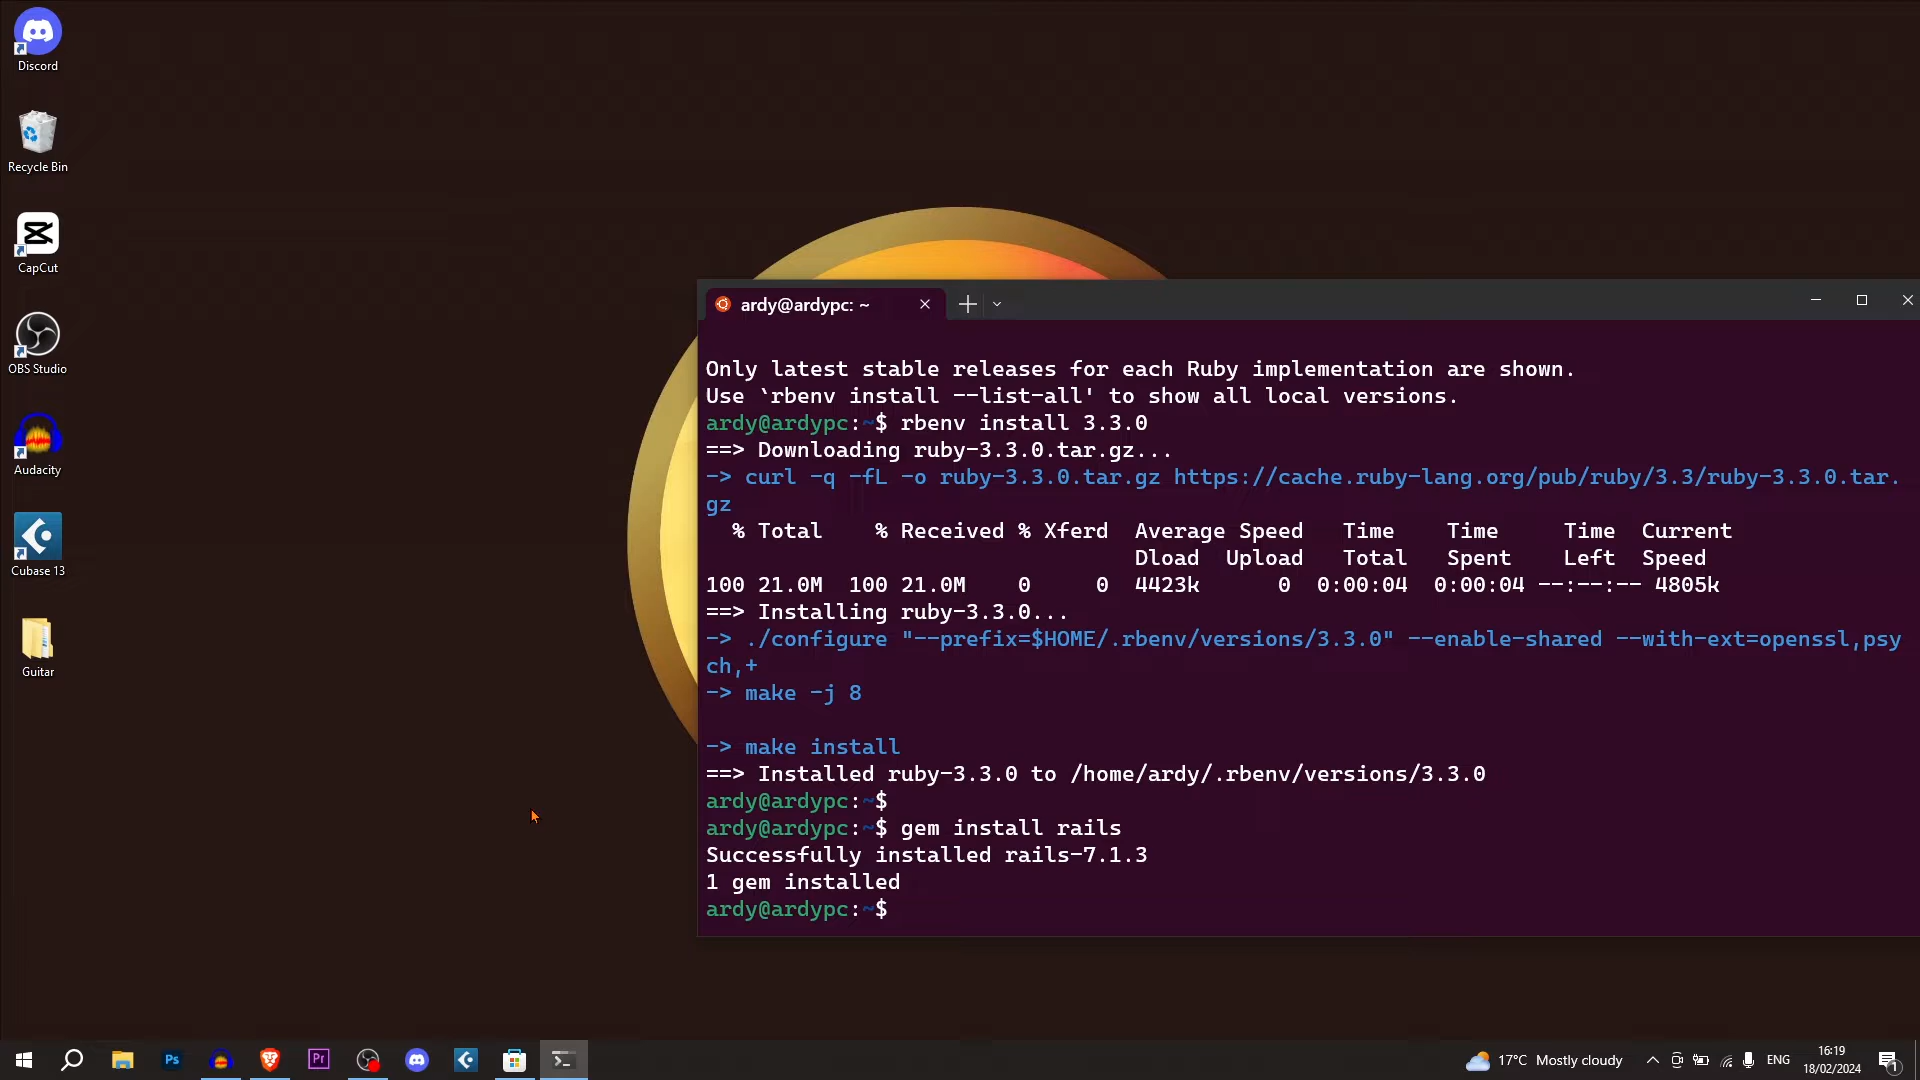 Discord
Recycle Bin
CapCut
OBS Studio
Audacity
Cubase 13
Guitar
ardy@ardypc: ~
Only latest stable releases for each Ruby implementation are shown.
Use `rbenv install --list-all' to show all local versions.
ardy@ardypc:~$ rbenv install 3.3.0
==> Downloading ruby-3.3.0.tar.gz...
-> curl -q -fL -o ruby-3.3.0.tar.gz https://cache.ruby-lang.org/pub/ruby/3.3/ruby-3.3.0.tar.
gz
% Total % Received % Xferd Average Speed Time Time Time Current
Dload Upload Total Spent Left Speed
100 21.0M 100 21.0M 0 0 4423k 0 0:00:04 0:00:04 --:--:-- 4805k
==> Installing ruby-3.3.0...
-> ./configure "--prefix=$HOME/.rbenv/versions/3.3.0" --enable-shared --with-ext=openssl,psy
ch,+
-> make -j 8
-> make install
==> Installed ruby-3.3.0 to /home/ardy/.rbenv/versions/3.3.0
ardy@ardypc:~$
ardy@ardypc:~$ gem install rails
Successfully installed rails-7.1.3
1 gem installed
ardy@ardypc:~$
Ps
Pr
17°C Mostly cloudy
ENG
16:19
18/02/2024
1